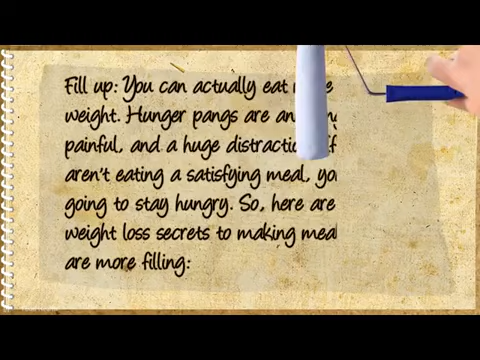 Fill up: You can actually eat
weight. Hunger pangs are
painful, and a huge
aren't eating a satisfying meal,
going to stay hungry. So, here are
weight loss secrets to making
are more filling: